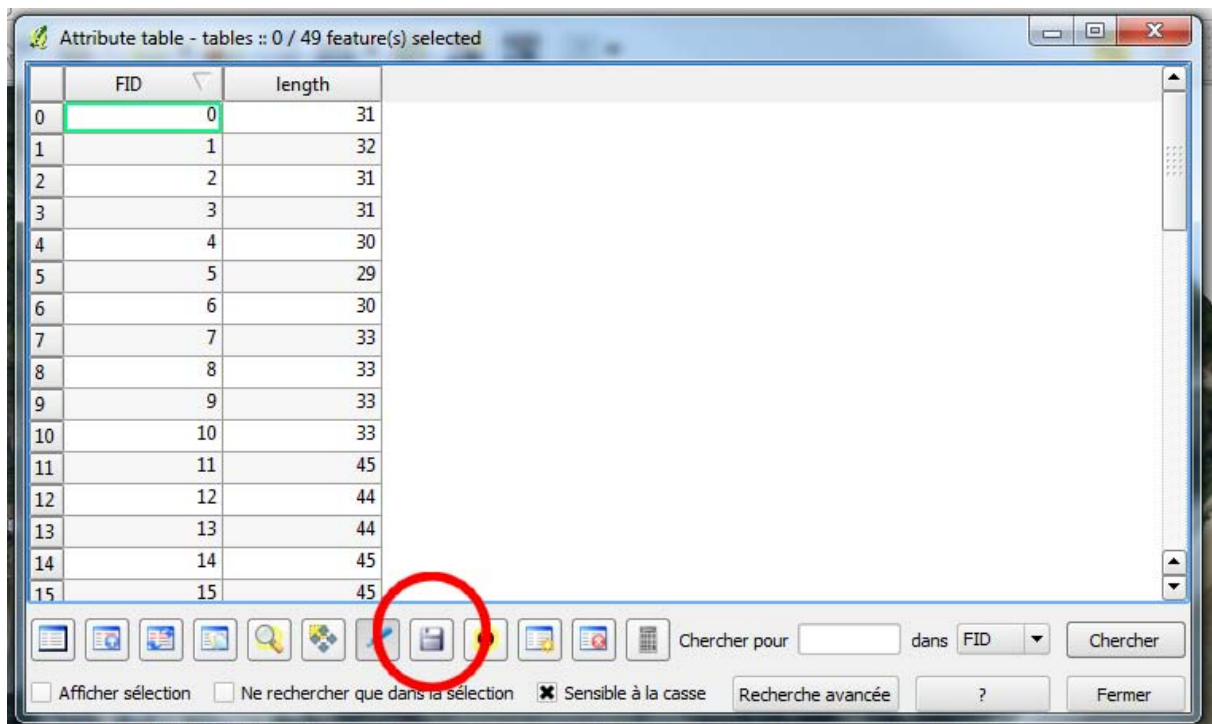 Attribute table - tables :: 0 / 49 feature(s) selected
FID length
0 0 31
1 1 32
2 2 31
3 3 31
4 4 30
5 5 29
6 6 30
7 7 33
8 8 33
9 9 33
10 10 33
11 11 45
12 12 44
13 13 44
14 14 45
15 15 45
Chercher pour dans FID Chercher
Afficher sélection Ne rechercher que dans la sélection Sensible à la casse Recherche avancée ? Fermer